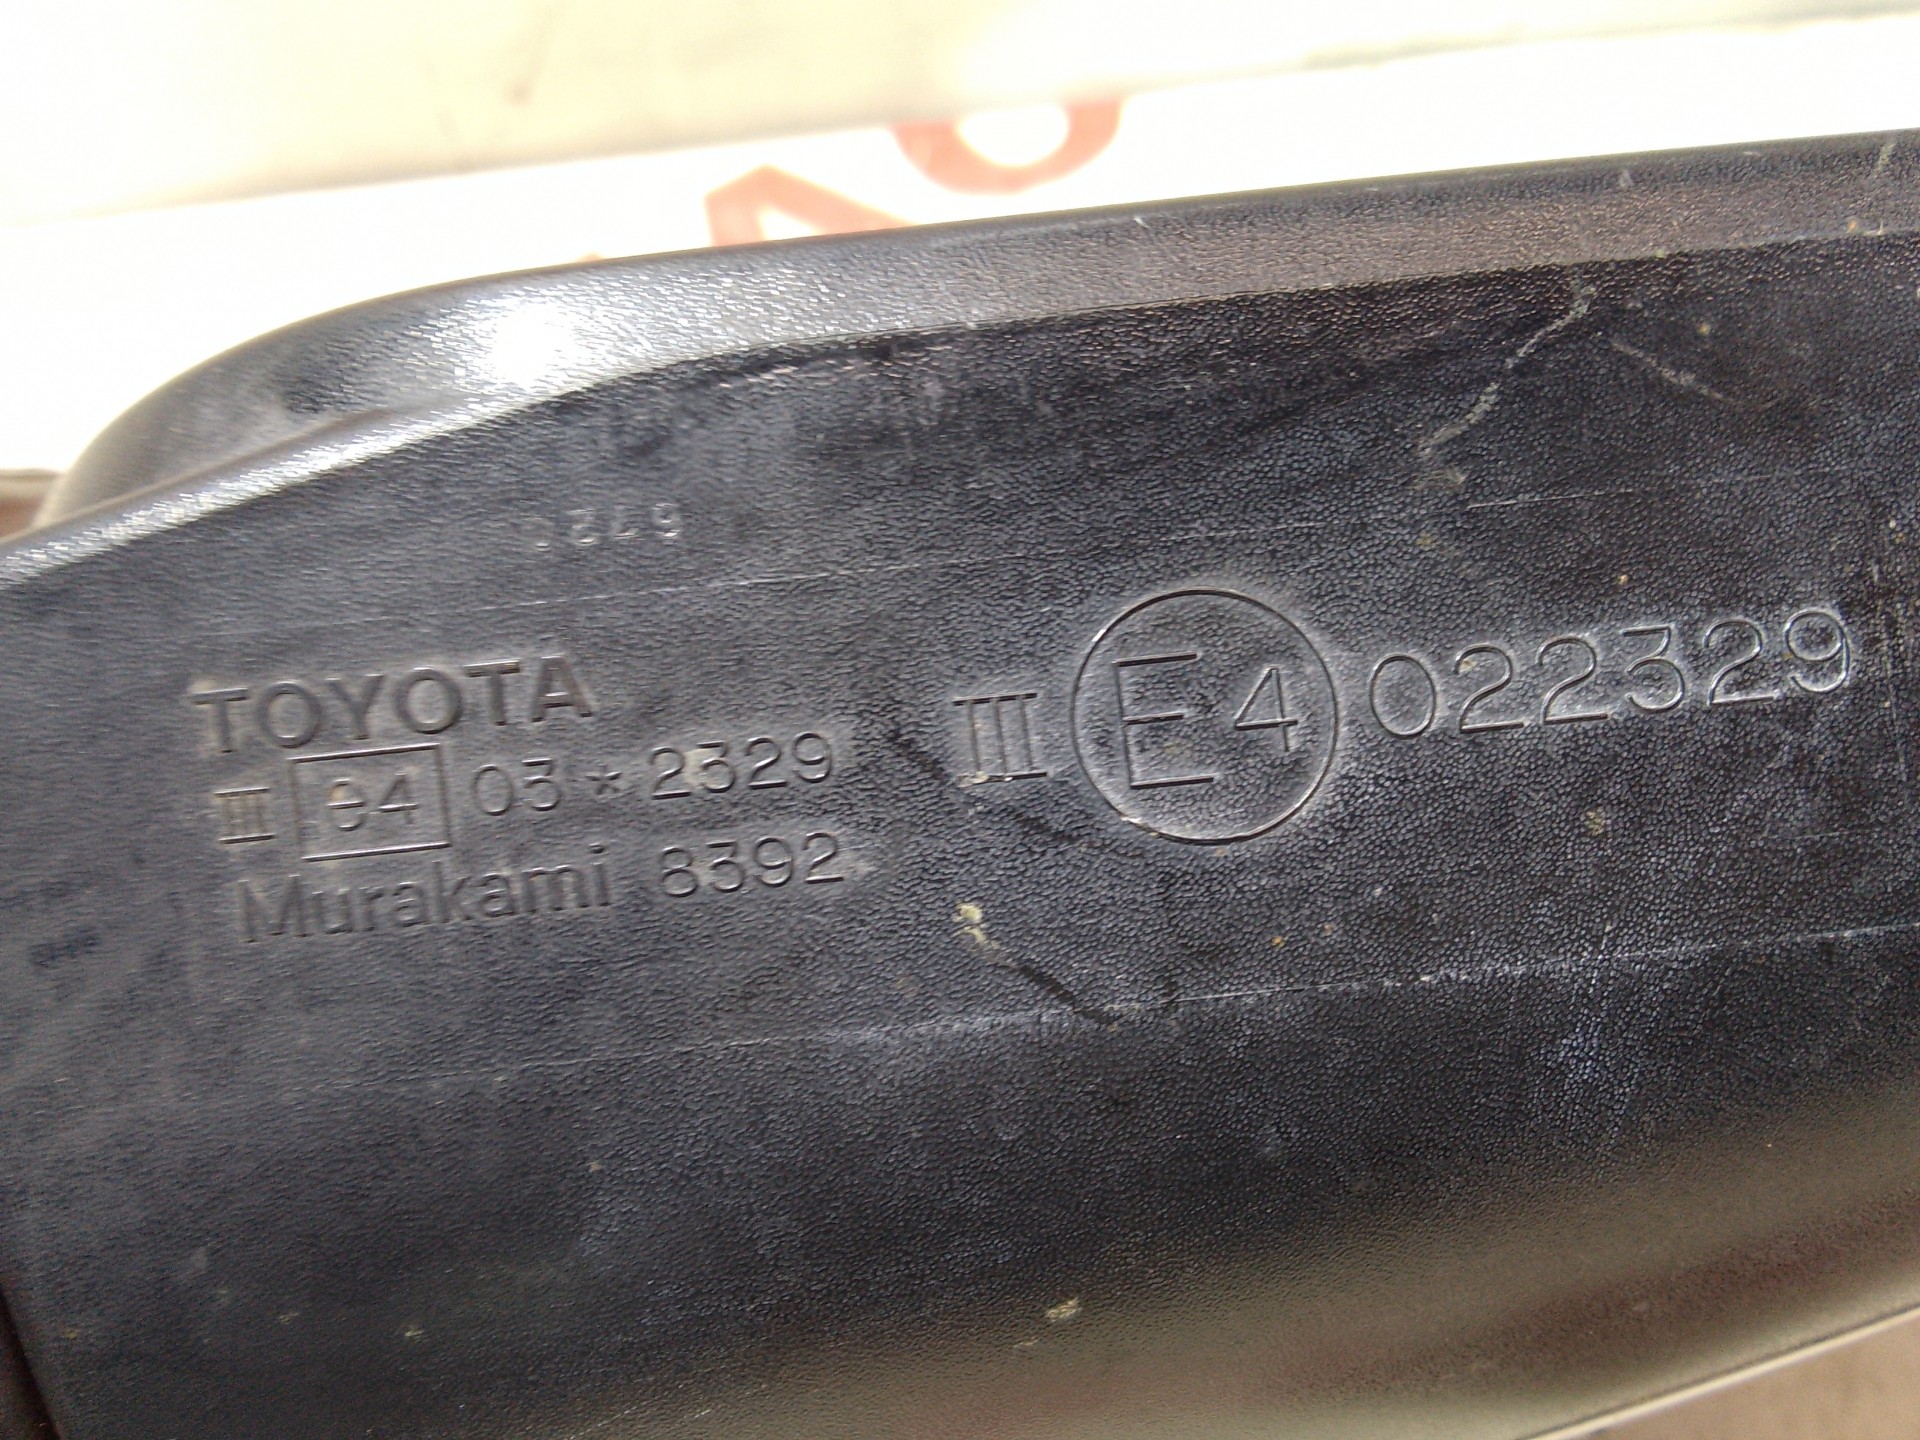 TOYOTA
III e4 03*2329
Murakami 8392
III E4 022329